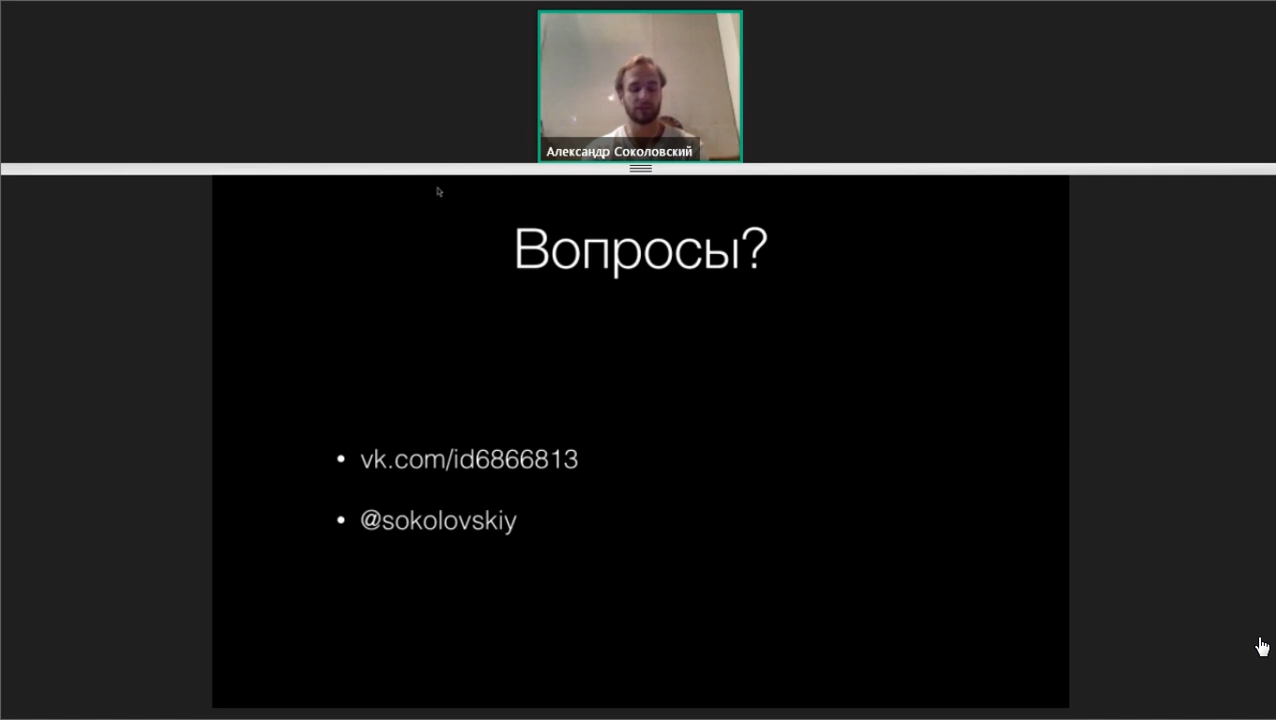 Александр Соколовский
Вопросы?
• vk.com/id6866813
• @sokolovskiy